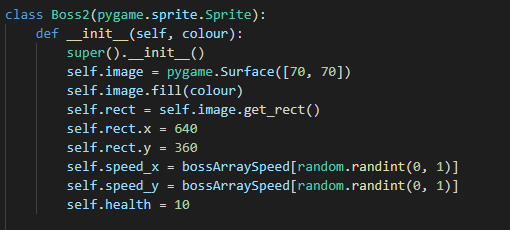 class Boss2(pygame.sprite.Sprite):
    def __init__(self, colour):
        super().__init__()
        self.image = pygame.Surface([70, 70])
        self.image.fill(colour)
        self.rect = self.image.get_rect()
        self.rect.x = 640
        self.rect.y = 360
        self.speed_x = bossArraySpeed[random.randint(0, 1)]
        self.speed_y = bossArraySpeed[random.randint(0, 1)]
        self.health = 10